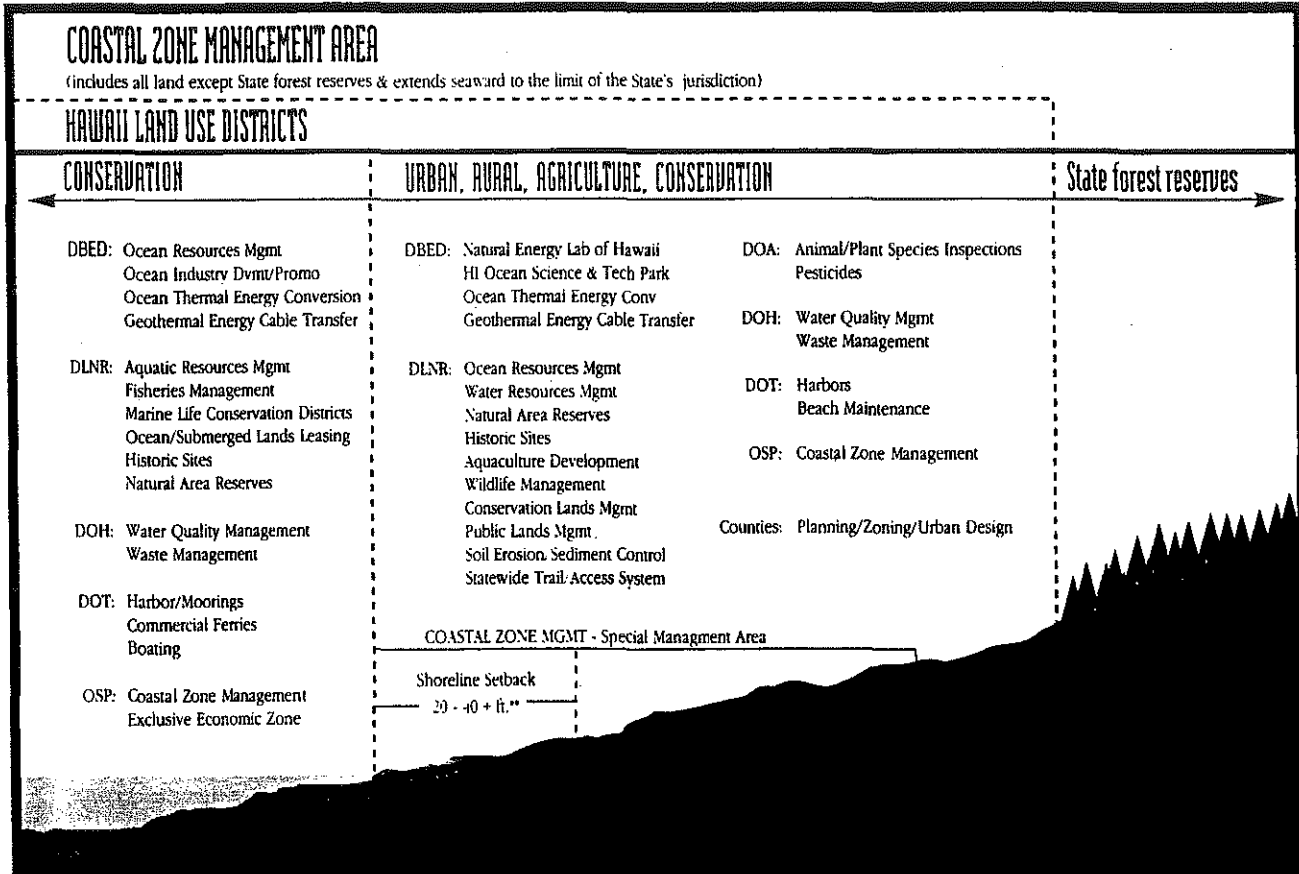 COASTAL ZONE MANAGEMENT AREA
(includes all land except State forest reserves & extends seaward to the limit of the State's jurisdiction)
HAWAII LAND USE DISTRICTS
CONSERVATION
DBED: Ocean Resources Mgmt
Ocean Industry Dvmt/Promo
Ocean Thermal Energy Conversion
Geothermal Energy Cable Transfer
DLNR: Aquatic Resources Mgmt
Fisheries Management
Marine Life Conservation Districts
Ocean/Submerged Lands Leasing
Historic Sites
Natural Area Reserves
DOH: Water Quality Management
Waste Management
DOT: Harbor/Moorings
Commercial Ferries
Boating
OSP: Coastal Zone Management
Exclusive Economic Zone
URBAN, RURAL, AGRICULTURE, CONSERVATION
DBED: Natural Energy Lab of Hawaii
HI Ocean Science & Tech Park
Ocean Thermal Energy Conv
Geothermal Energy Cable Transfer
DLNR: Ocean Resources Mgmt
Water Resources Mgmt
Natural Area Reserves
Historic Sites
Aquaculture Development
Wildlife Management
Conservation Lands Mgmt
Public Lands Mgmt
Soil Erosion Sediment Control
Statewide Trail/Access System
DOA: Animal/Plant Species Inspections
Pesticides
DOH: Water Quality Mgmt
Waste Management
DOT: Harbors
Beach Maintenance
OSP: Coastal Zone Management
Counties: Planning/Zoning/Urban Design
State forest reserves
COASTAL ZONE MGMT - Special Managment Area
Shoreline Setback
20 - 40 + ft.**